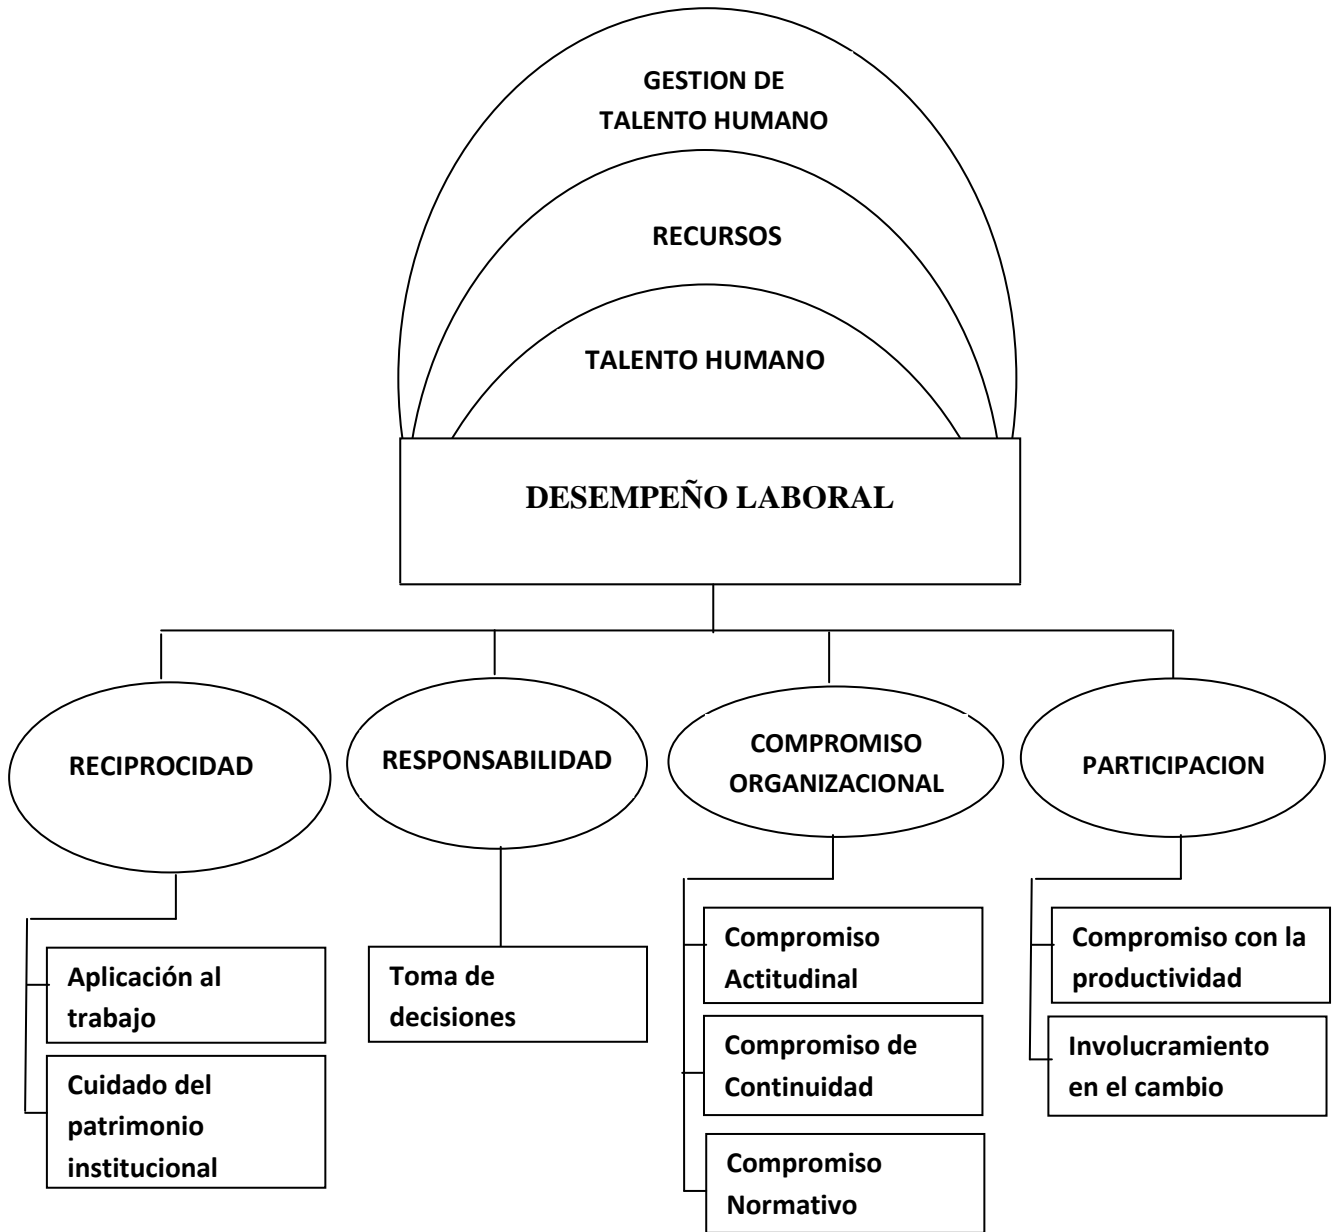 GESTION DE
TALENTO HUMANO
RECURSOS
TALENTO HUMANO
DESEMPEÑO LABORAL
RECIPROCIDAD
RESPONSABILIDAD
COMPROMISO
ORGANIZACIONAL
PARTICIPACION
Aplicación al
trabajo
Cuidado del
patrimonio
institucional
Toma de
decisiones
Compromiso
Actitudinal
Compromiso de
Continuidad
Compromiso
Normativo
Compromiso con la
productividad
Involucramiento
en el cambio